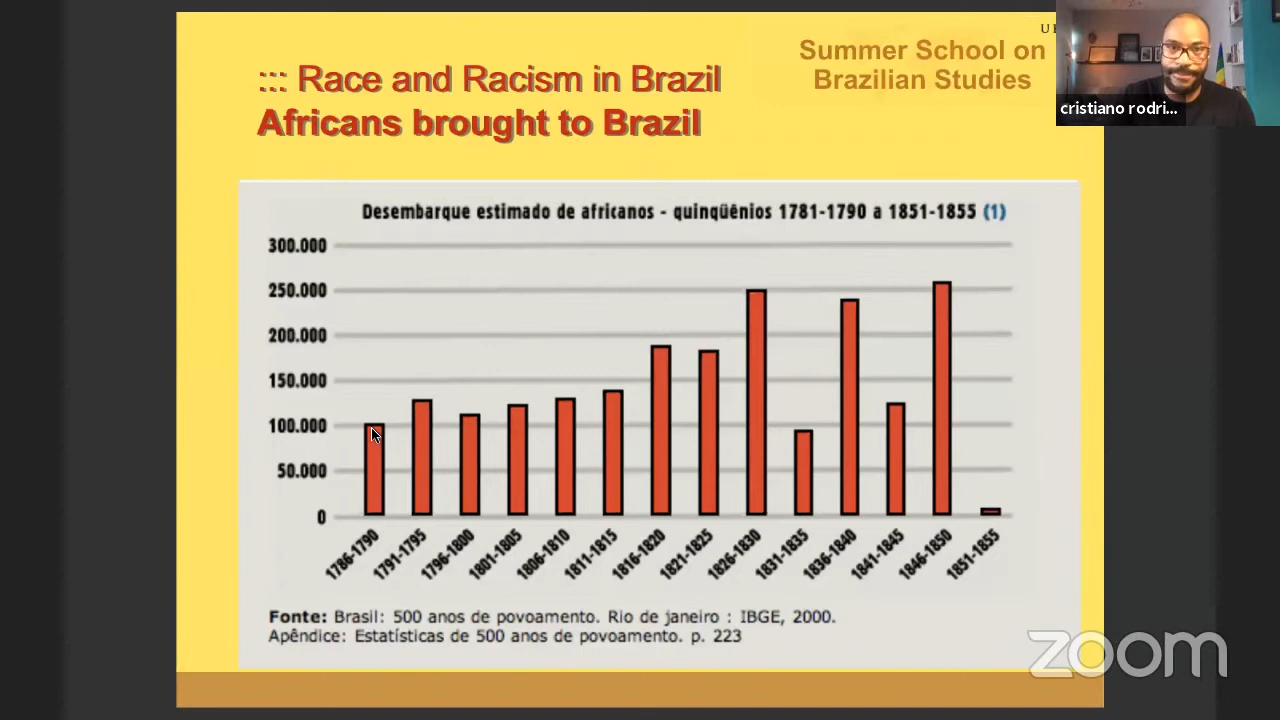 Summer School on
Brazilian Studies
::: Race and Racism in Brazil
Africans brought to Brazil
cristiano rodri...
Desembarque estimado de africanos - quinqüênios 1781-1790 a 1851-1855 (1)
300.000
250.000
200.000
150.000
100.000
50.000
0
1786-1790
1791-1795
1796-1800
1801-1805
1806-1810
1811-1815
1816-1820
1821-1825
1826-1830
1831-1835
1836-1840
1841-1845
1846-1850
1851-1855
Fonte: Brasil: 500 anos de povoamento. Rio de janeiro : IBGE, 2000.
Apêndice: Estatísticas de 500 anos de povoamento. p. 223
zoom